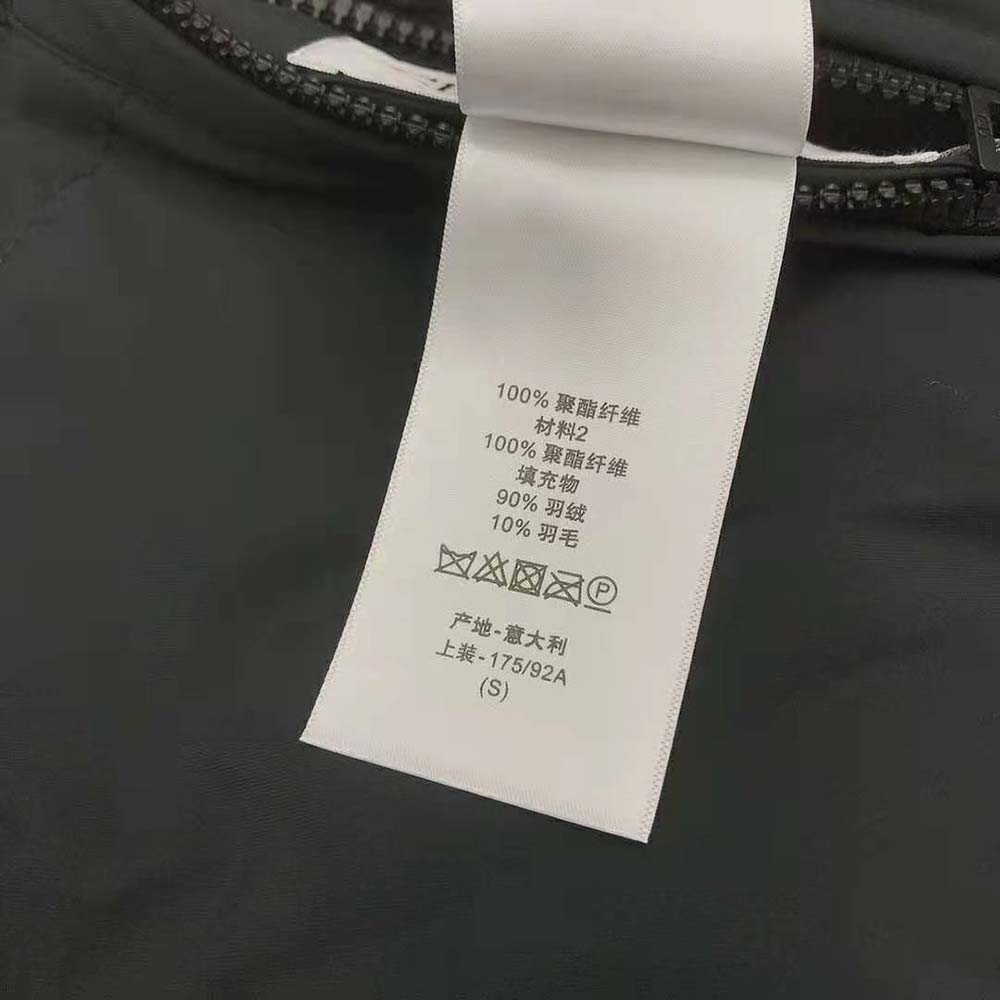 100% 聚酯纤维
材料2
100% 聚酯纤维
填充物
90% 羽绒
10% 羽毛
P
产地-意大利
上装-175/92A
(S)